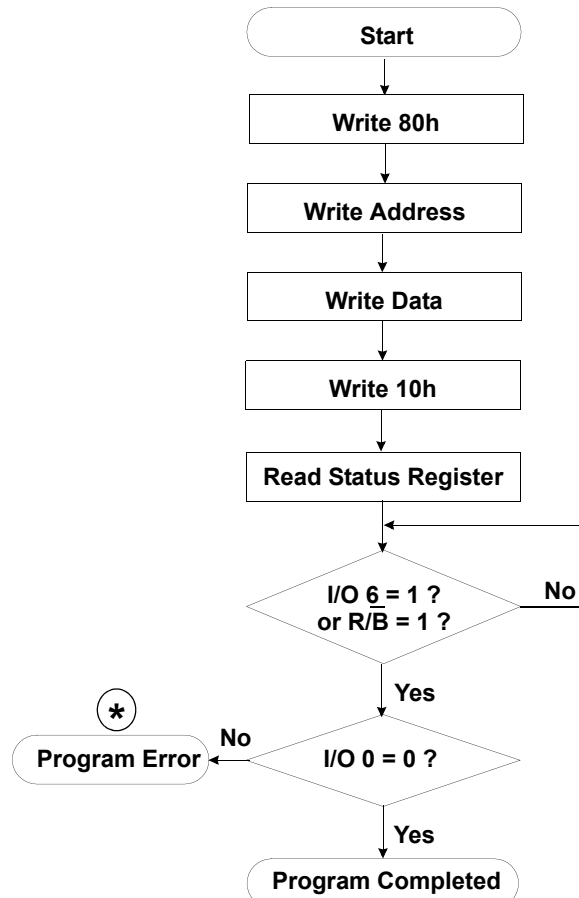 Start
Write 80h
Write Address
Write Data
Write 10h
Read Status Register
I/O 6 = 1 ?
or R/B̅ = 1 ?
No
Yes
*
Program Error
No
I/O 0 = 0 ?
Yes
Program Completed